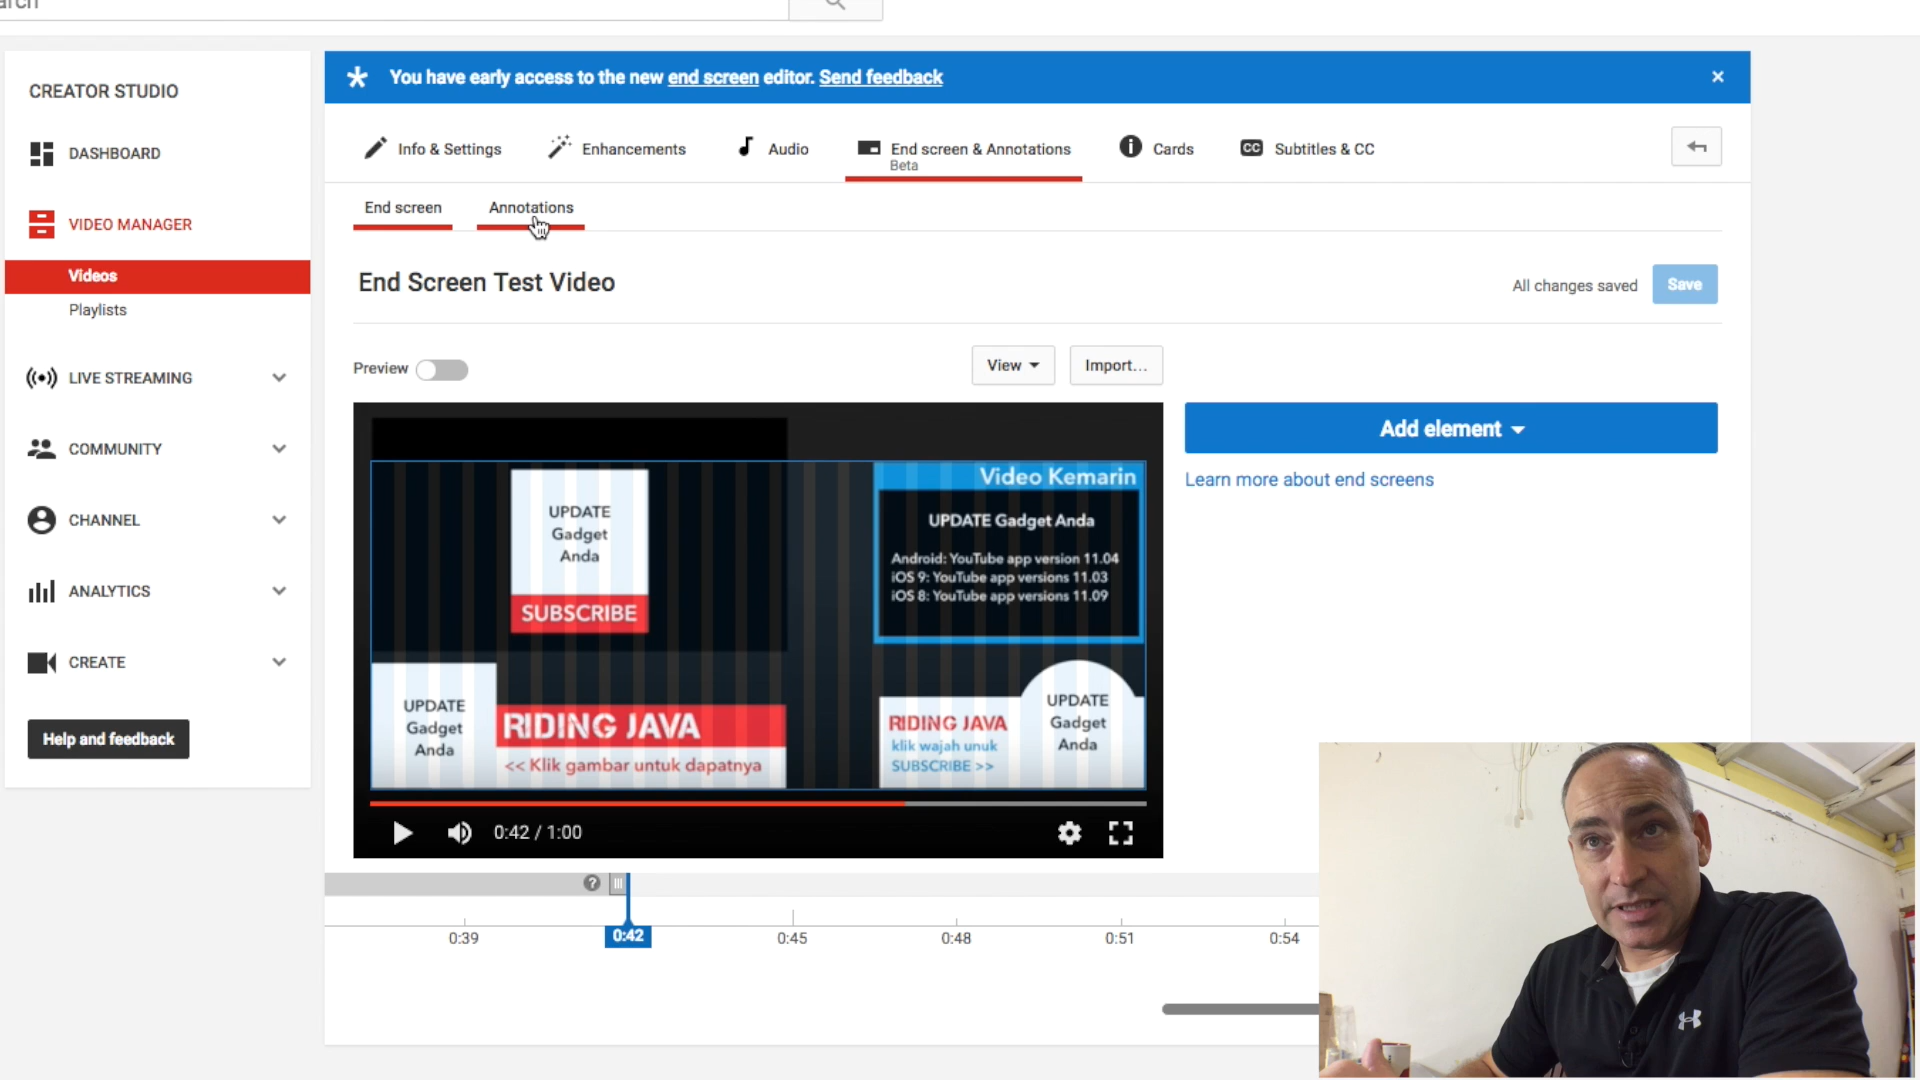 CREATOR STUDIO
DASHBOARD
VIDEO MANAGER
Videos
Playlists
LIVE STREAMING
COMMUNITY
CHANNEL
ANALYTICS
CREATE
Help and feedback
You have early access to the new end screen editor. Send feedback
Info & Settings
Enhancements
Audio
End screen & Annotations
Beta
Cards
CC Subtitles & CC
End screen
Annotations
End Screen Test Video
All changes saved
Save
Preview
View
Import...
Add element
Learn more about end screens
UPDATE
Gadget
Anda
SUBSCRIBE
Video Kemarin
UPDATE Gadget Anda
Android: YouTube app version 11.04
iOS 9: YouTube app versions 11.03
iOS 8: YouTube app versions 11.09
UPDATE
Gadget
Anda
RIDING JAVA
<< Klik gambar untuk dapatnya
RIDING JAVA
klik wajah unuk
SUBSCRIBE >>
UPDATE
Gadget
Anda
0:42 / 1:00
0:39
0:42
0:45
0:48
0:51
0:54